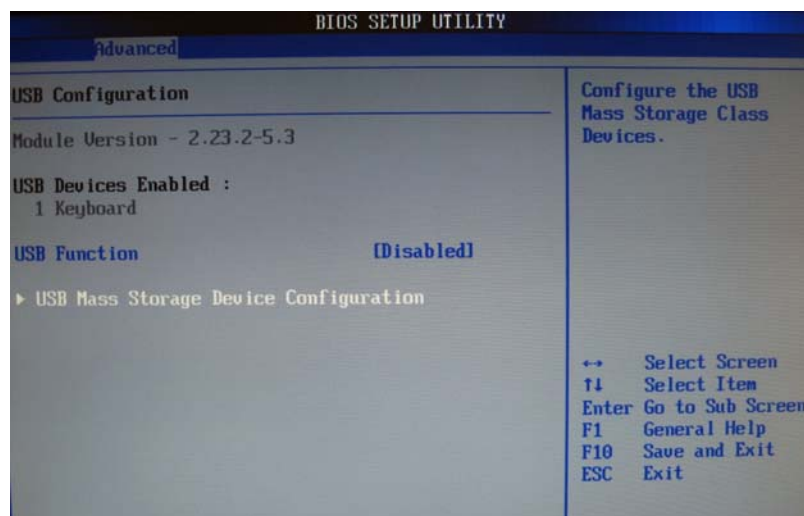 BIOS SETUP UTILITY
Advanced
USB Configuration
Module Version - 2.23.2-5.3
USB Devices Enabled :
1 Keyboard
USB Function [Disabled]
▶ USB Mass Storage Device Configuration
Configure the USB
Mass Storage Class
Devices.
↔ Select Screen
↑↓ Select Item
Enter Go to Sub Screen
F1 General Help
F10 Save and Exit
ESC Exit